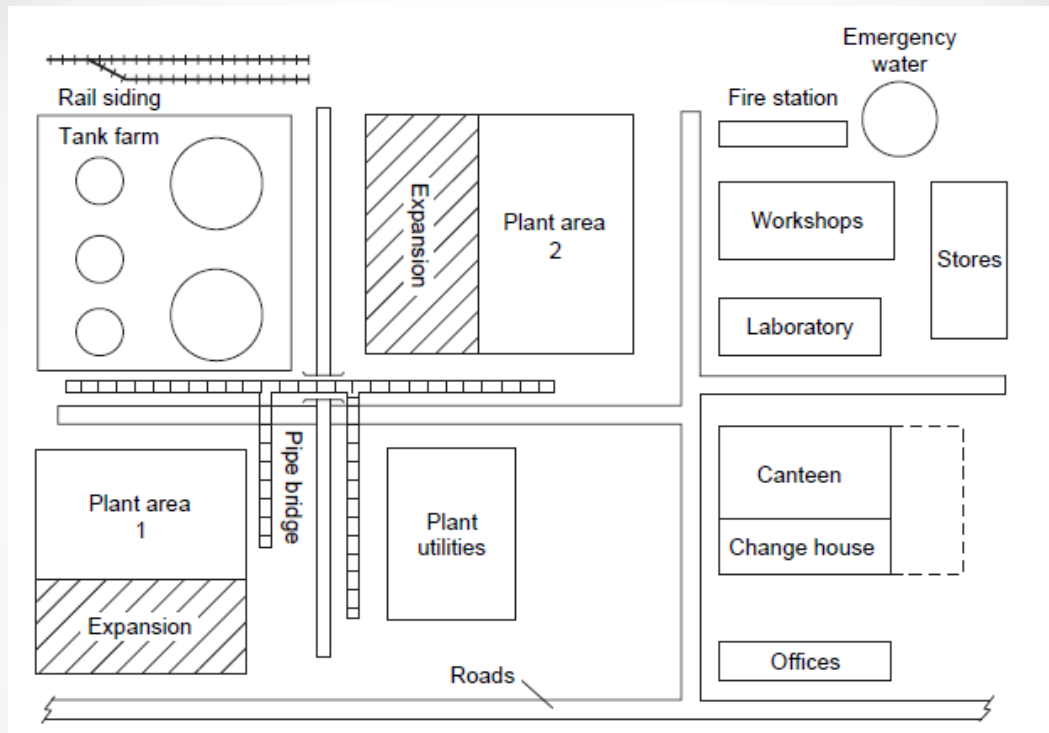 Emergency
water
Rail siding
Fire station
Tank farm
Expansion
Plant area
2
Workshops
Stores
Laboratory
Pipe bridge
Plant area
1
Plant
utilities
Canteen
Change house
Expansion
Offices
Roads